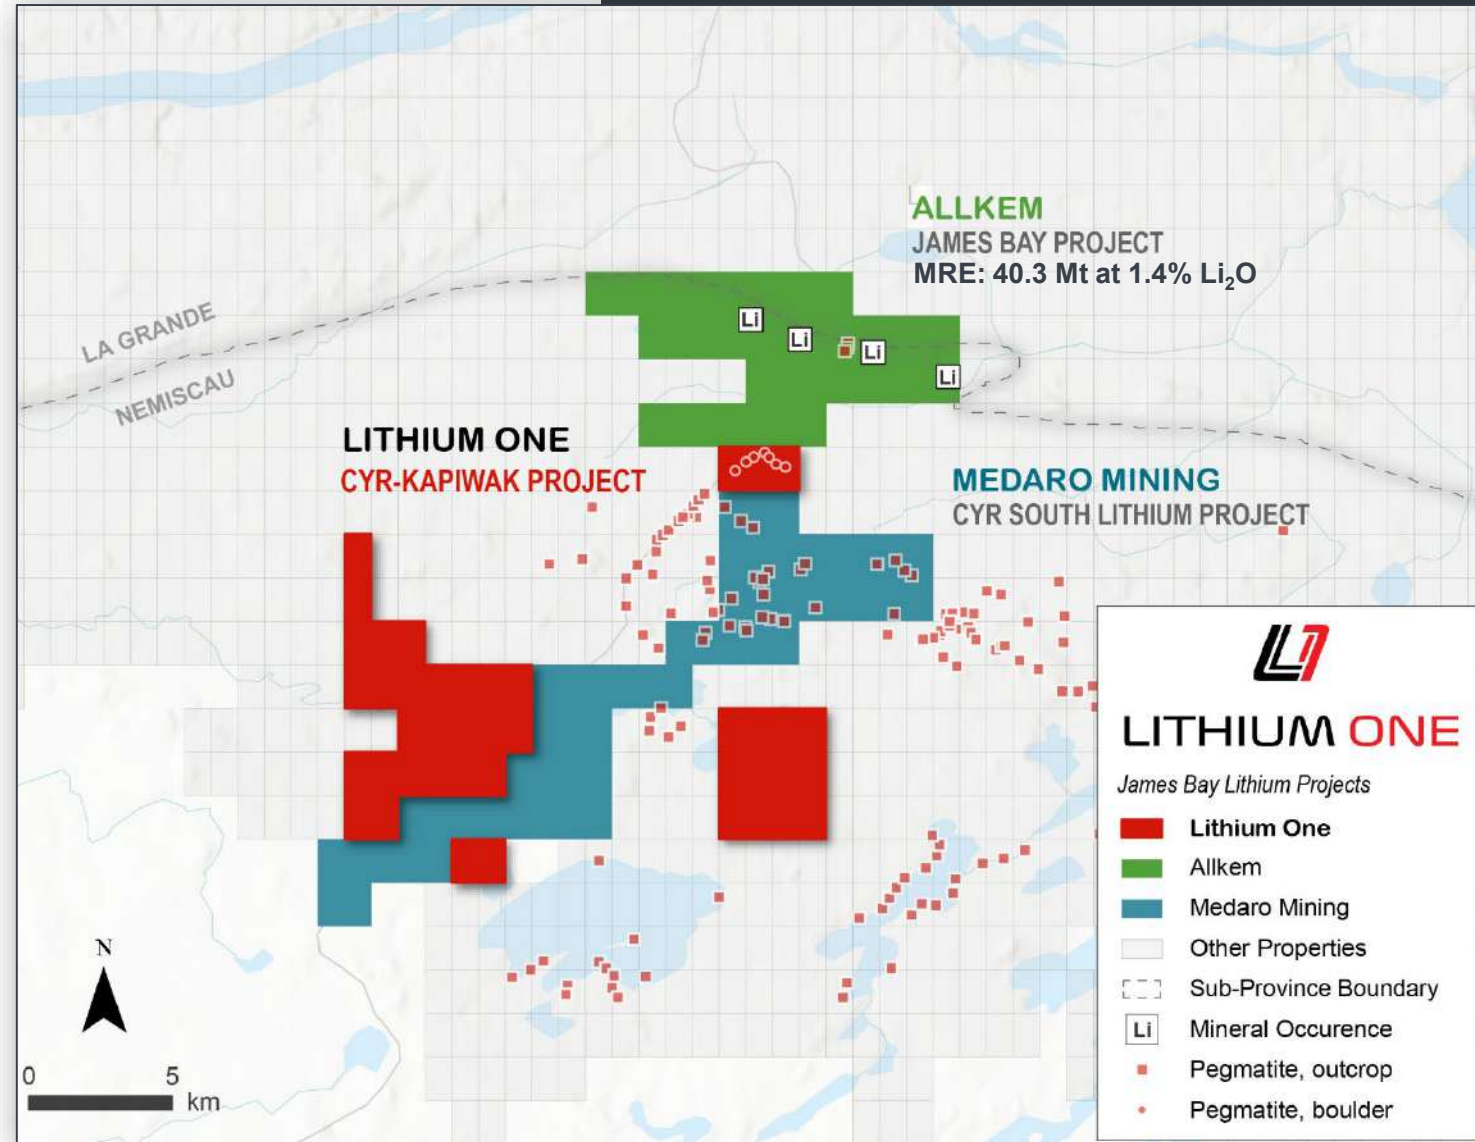 ALLKEM
JAMES BAY PROJECT
MRE: 40.3 Mt at 1.4% Li₂O
LA GRANDE
NEMISCAU
Li
Li
Li
Li
LITHIUM ONE
CYR-KAPIWAK PROJECT
MEDARO MINING
CYR SOUTH LITHIUM PROJECT
LITHIUM ONE
James Bay Lithium Projects
Lithium One
Allkem
Medaro Mining
Other Properties
Sub-Province Boundary
Li Mineral Occurence
Pegmatite, outcrop
Pegmatite, boulder
N
0 5
km